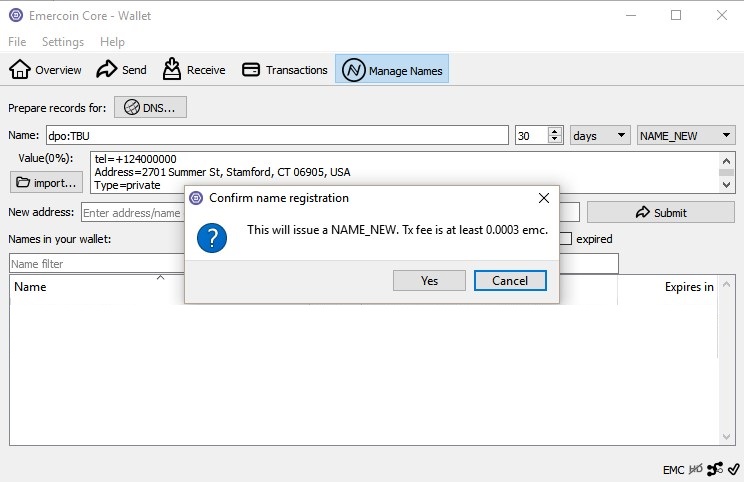 Emercoin Core - Wallet
File Settings Help
Overview Send Receive Transactions Manage Names
Prepare records for: DNS...
Name: dpo:TBU 30 days NAME_NEW
Value(0%): tel=+124000000
Address=2701 Summer St, Stamford, CT 06905, USA
import... Type=private
Confirm name registration
New address: Enter address/name Submit
This will issue a NAME_NEW. Tx fee is at least 0.0003 emc.
Names in your wallet: expired
Name filter
Yes Cancel
Name Expires in
EMC HD